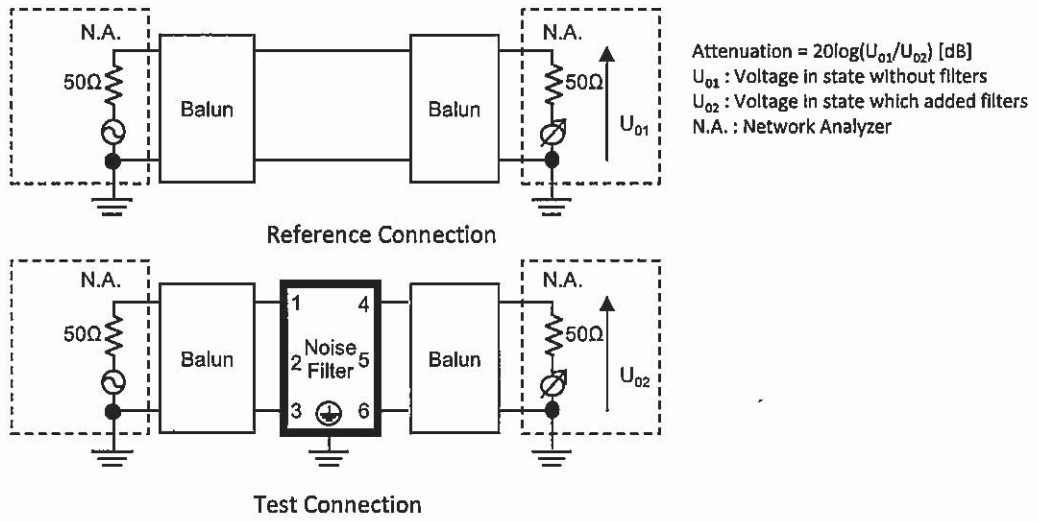 N.A.
50Ω
Balun
Balun
N.A.
50Ω
U01
Attenuation = 20log(U01/U02) [dB]
U01 : Voltage in state without filters
U02 : Voltage in state which added filters
N.A. : Network Analyzer
Reference Connection
N.A.
50Ω
Balun
1 4
2 Noise 5
Filter
3 6
Balun
N.A.
50Ω
U02
Test Connection